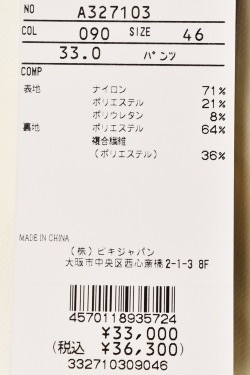 NO A327103
COL 090 SIZE 46
33.0 パンツ
COMP
表地 ナイロン 71%
ポリエステル 21%
ポリウレタン 8%
裏地 ポリエステル 64%
複合繊維
(ポリエステル) 36%
MADE IN CHINA
(株)ピキジャパン
大阪市中央区西心斎橋2-1-3 8F
4570118935724
¥33,000
(税込 ¥36,300)
332710309046